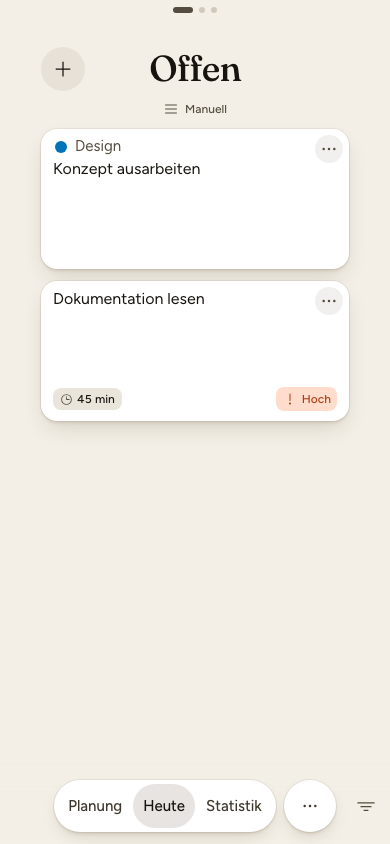 Offen
Manuell
Design
Konzept ausarbeiten
Dokumentation lesen
45 min
Hoch
Planung
Heute
Statistik